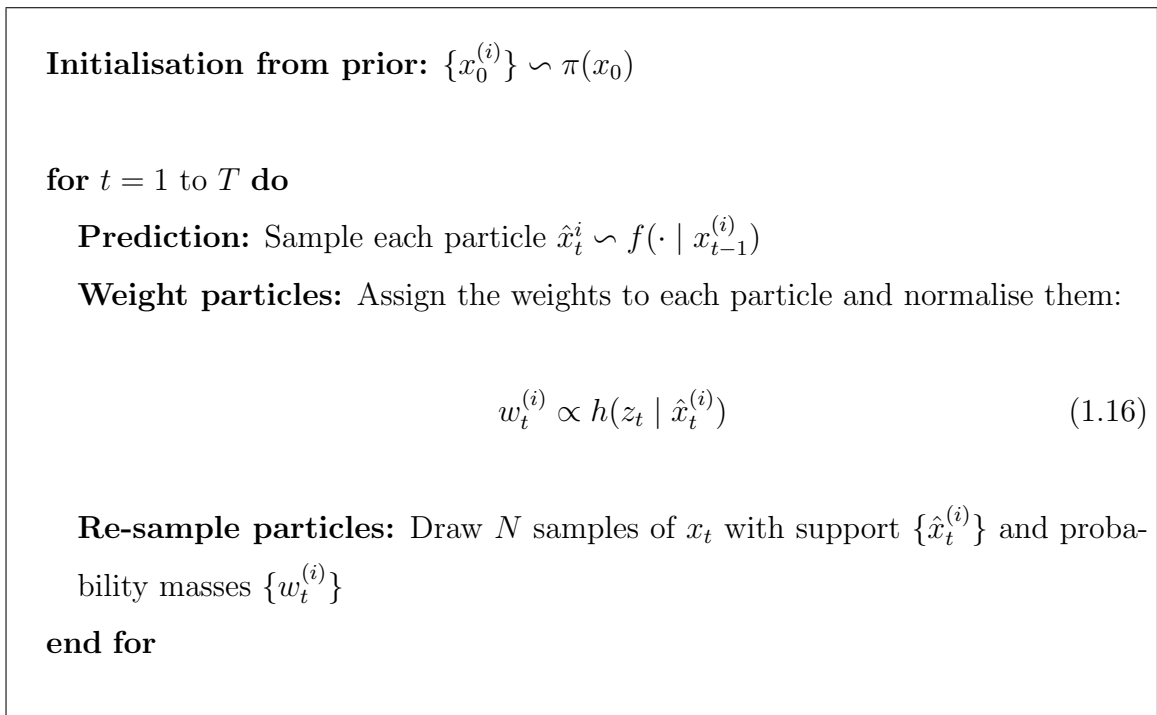 Initialisation from prior: {x_0^{(i)}} ∽ π(x_0)
for t = 1 to T do
Prediction: Sample each particle x̂_t^i ∽ f(· | x_{t−1}^{(i)})
Weight particles: Assign the weights to each particle and normalise them:
w_t^{(i)} ∝ h(z_t | x̂_t^{(i)}) (1.16)
Re-sample particles: Draw N samples of x_t with support {x̂_t^{(i)}} and proba-
bility masses {w_t^{(i)}}
end for